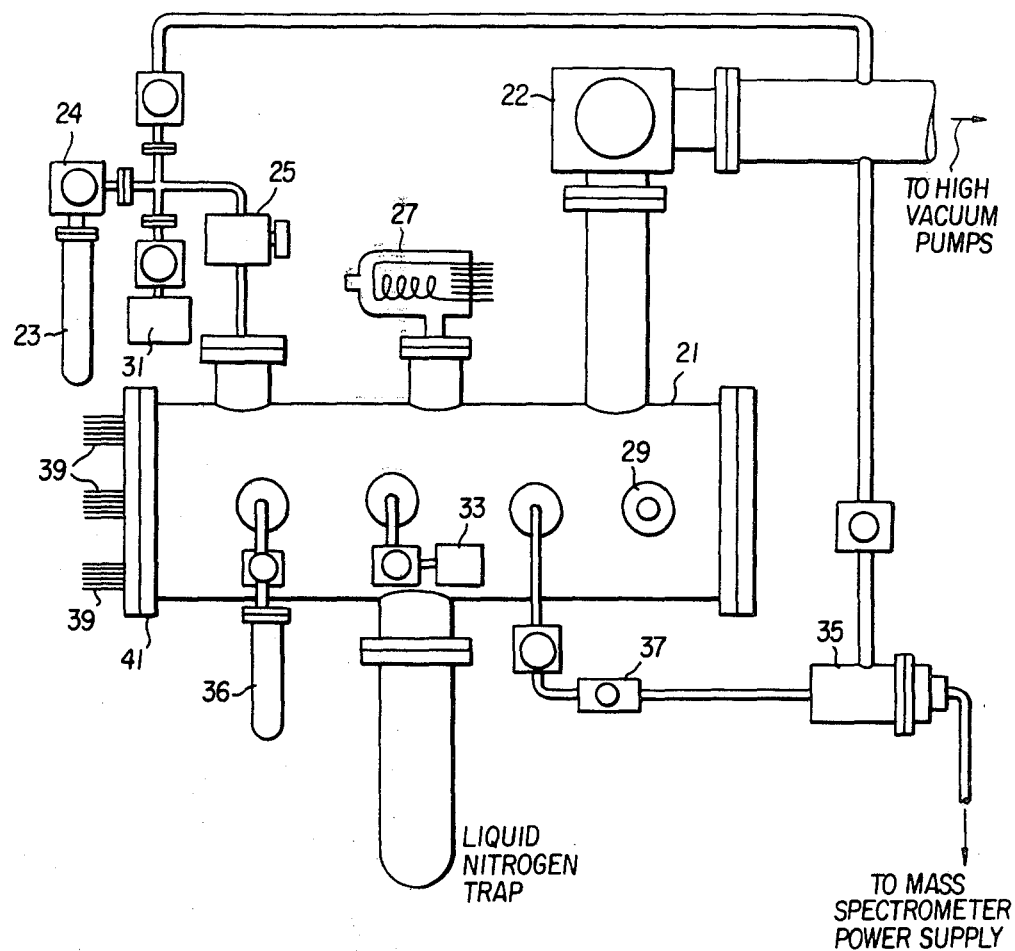 22
24
25
27
TO HIGH
VACUUM
PUMPS
23
31
21
39
29
33
39
41
36
37
35
LIQUID
NITROGEN
TRAP
TO MASS
SPECTROMETER
POWER SUPPLY